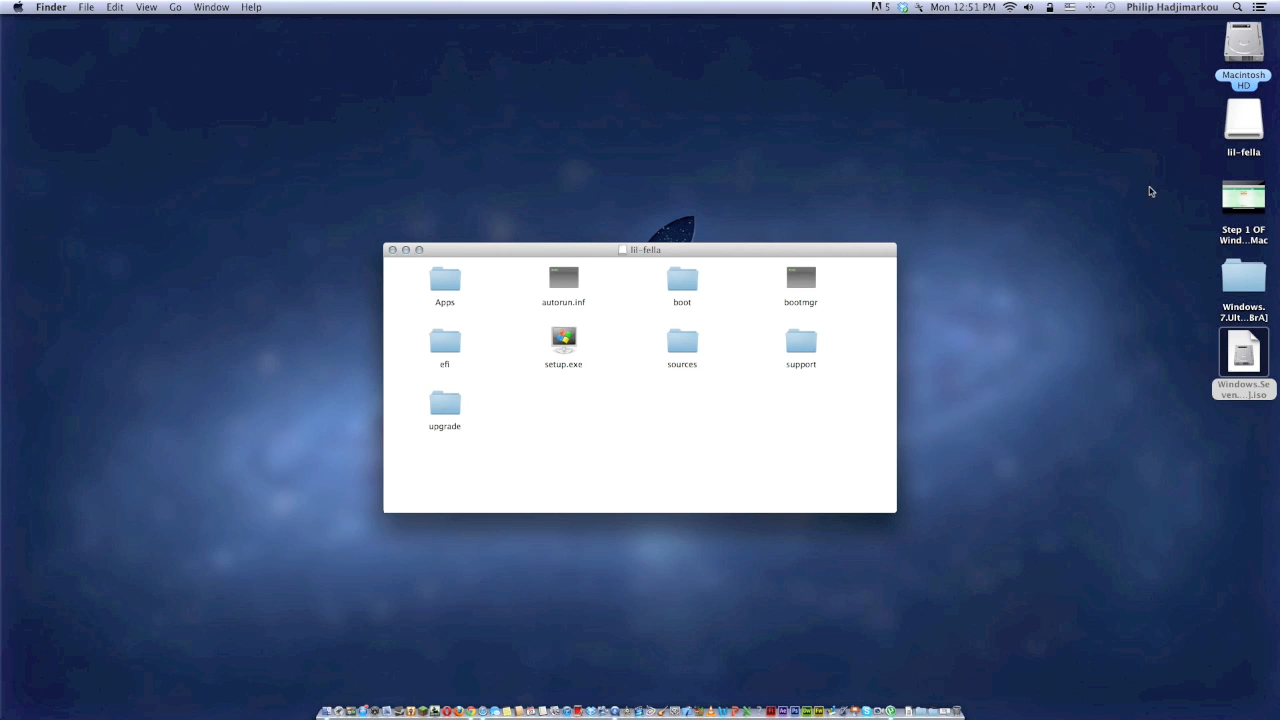 Finder File Edit View Go Window Help
5 Mon 12:51 PM Philip Hadjimarkou
Macintosh
HD
lil-fella
Step 1 OF
Wind...Mac
Windows.
7.Ult...BrA]
Windows.Se
ven....].iso
lil-fella
Apps autorun.inf boot bootmgr
efi setup.exe sources support
upgrade